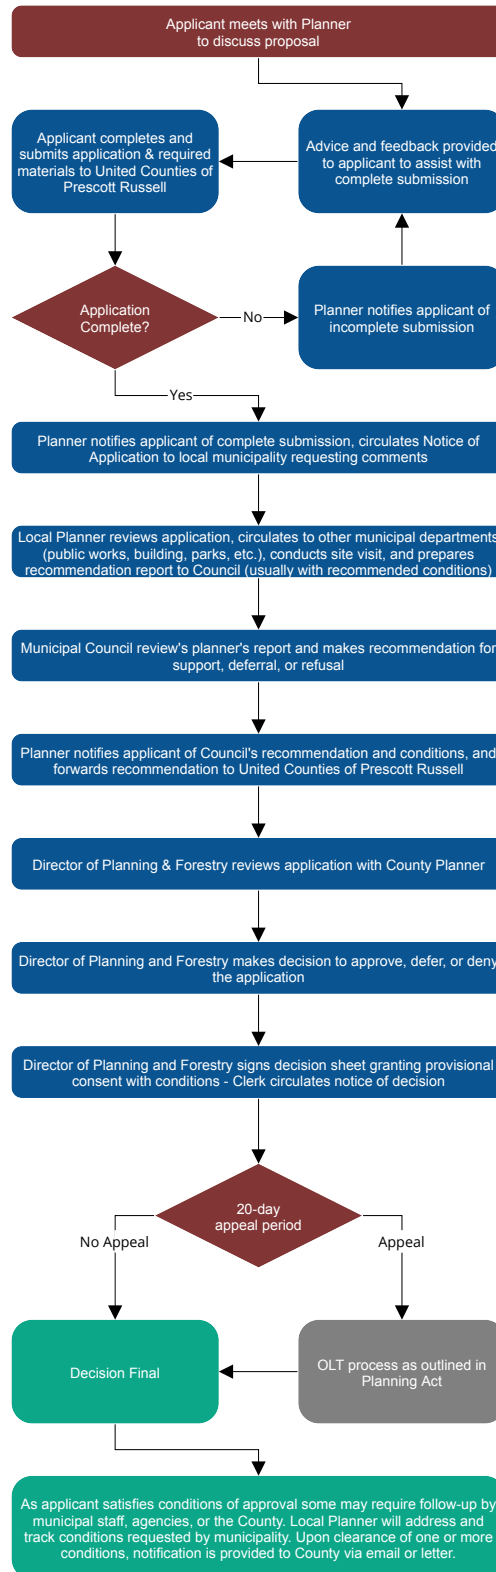 Applicant meets with Planner
to discuss proposal
Applicant completes and
submits application & required
materials to United Counties of
Prescott Russell
Advice and feedback provided
to applicant to assist with
complete submission
Application
Complete?
No
Planner notifies applicant of
incomplete submission
Yes
Planner notifies applicant of complete submission, circulates Notice of
Application to local municipality requesting comments
Local Planner reviews application, circulates to other municipal departments
(public works, building, parks, etc.), conducts site visit, and prepares
recommendation report to Council (usually with recommended conditions)
Municipal Council review's planner's report and makes recommendation for
support, deferral, or refusal
Planner notifies applicant of Council's recommendation and conditions, and
forwards recommendation to United Counties of Prescott Russell
Director of Planning & Forestry reviews application with County Planner
Director of Planning and Forestry makes decision to approve, defer, or deny
the application
Director of Planning and Forestry signs decision sheet granting provisional
consent with conditions - Clerk circulates notice of decision
20-day
appeal period
No Appeal
Appeal
Decision Final
OLT process as outlined in
Planning Act
As applicant satisfies conditions of approval some may require follow-up by
municipal staff, agencies, or the County. Local Planner will address and
track conditions requested by municipality. Upon clearance of one or more
conditions, notification is provided to County via email or letter.